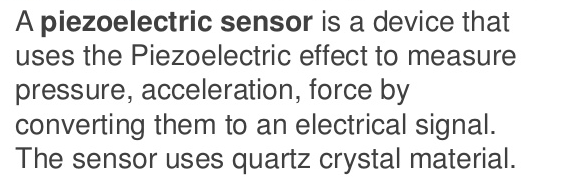 A piezoelectric sensor is a device that
uses the Piezoelectric effect to measure
pressure, acceleration, force by
converting them to an electrical signal.
The sensor uses quartz crystal material.